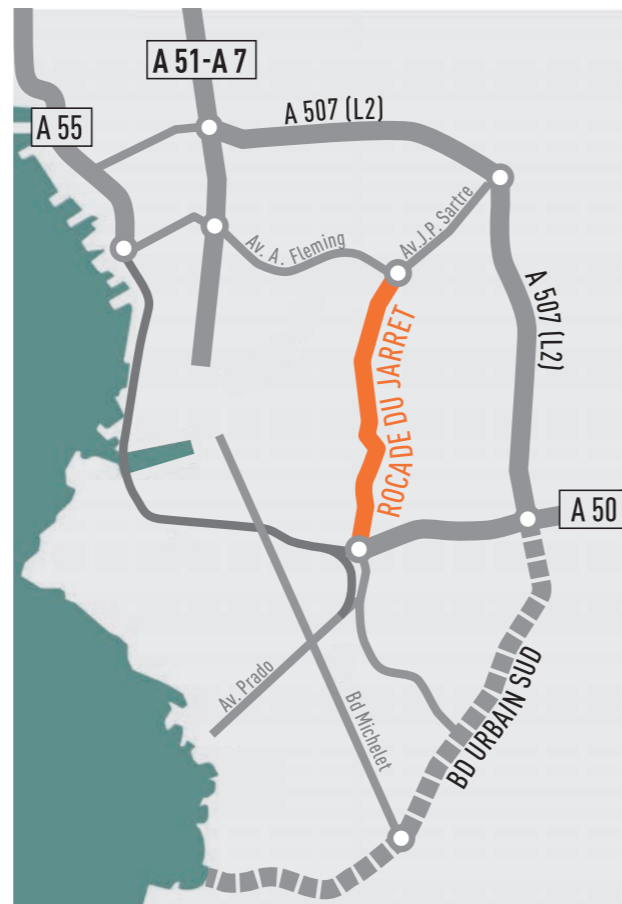 A 51-A 7
A 55
A 507 (L2)
Av. A. Fleming
Av.J.P. Sartre
ROCADE DU JARRET
A 507 (L2)
A 50
Av. Prado
Bd Michelet
BD URBAIN SUD